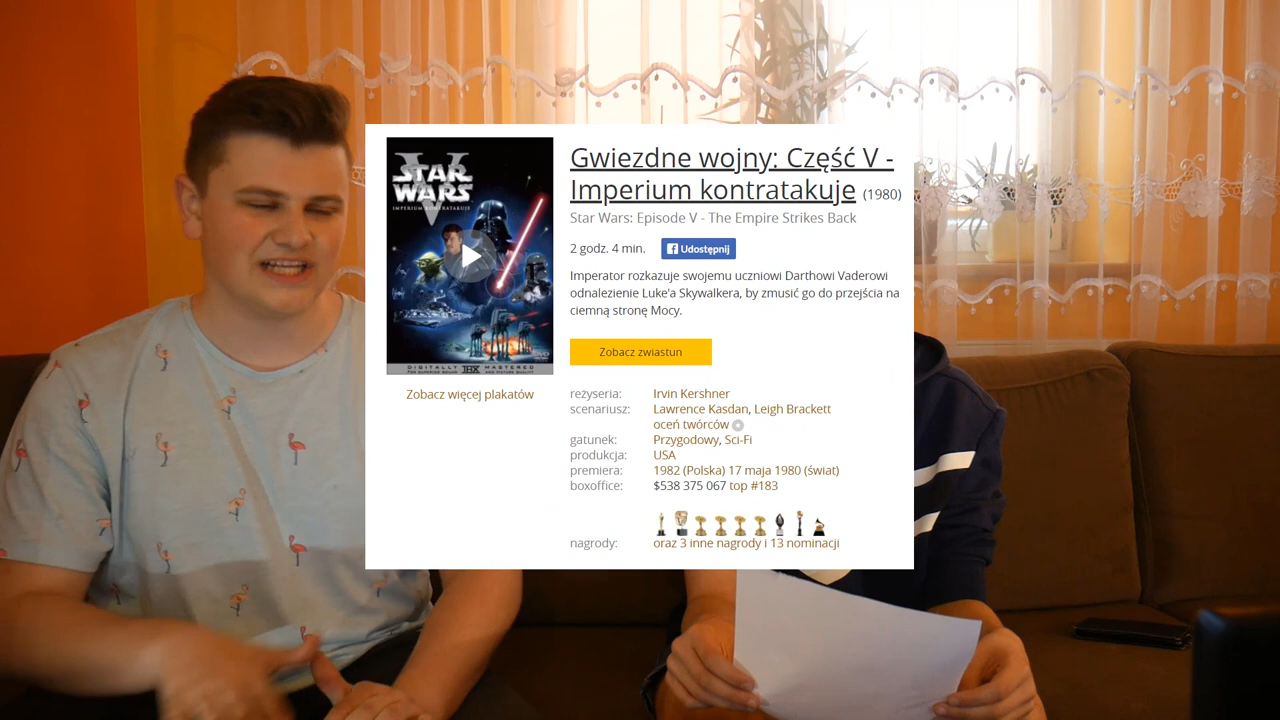 V
STAR
WARS
IMPERIUM KONTRATAKUJE
DIGITALLY THX MASTERED
Zobacz więcej plakatów
Gwiezdne wojny: Część V -
Imperium kontratakuje (1980)
Star Wars: Episode V - The Empire Strikes Back
2 godz. 4 min. Udostępnij
Imperator rozkazuje swojemu uczniowi Darthowi Vaderowi
odnalezienie Luke'a Skywalkera, by zmusić go do przejścia na
ciemną stronę Mocy.
Zobacz zwiastun
reżyseria: Irvin Kershner
scenariusz: Lawrence Kasdan, Leigh Brackett
oceń twórców
gatunek: Przygodowy, Sci-Fi
produkcja: USA
premiera: 1982 (Polska) 17 maja 1980 (świat)
boxoffice: $538 375 067 top #183
nagrody: oraz 3 inne nagrody i 13 nominacji